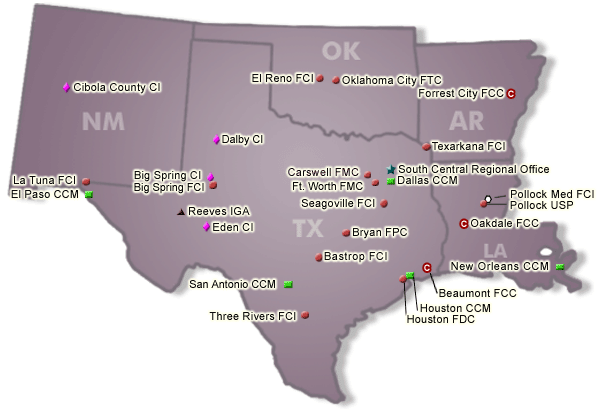 OK
El Reno FCI
Oklahoma City FTC
Cibola County CI
Forrest City FCC
C
NM
AR
Dalby CI
Texarkana FCI
South Central Regional Office
Carswell FMC
Dallas CCM
Big Spring CI
La Tuna FCI
Ft. Worth FMC
Big Spring FCI
El Paso CCM
Pollock Med FCI
Seagoville FCI
Pollock USP
Reeves IGA
C
Oakdale FCC
Eden CI
TX
Bryan FPC
LA
Bastrop FCI
C
New Orleans CCM
San Antonio CCM
Beaumont FCC
Houston CCM
Three Rivers FCI
Houston FDC